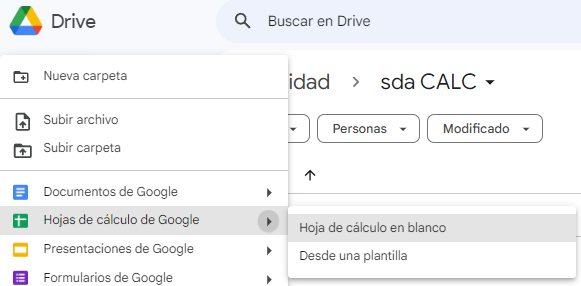 Drive
Buscar en Drive
Nueva carpeta
idad > sda CALC
Subir archivo
Personas
Modificado
Subir carpeta
Documentos de Google
Hojas de cálculo de Google
Hoja de cálculo en blanco
Presentaciones de Google
Desde una plantilla
Formularios de Google